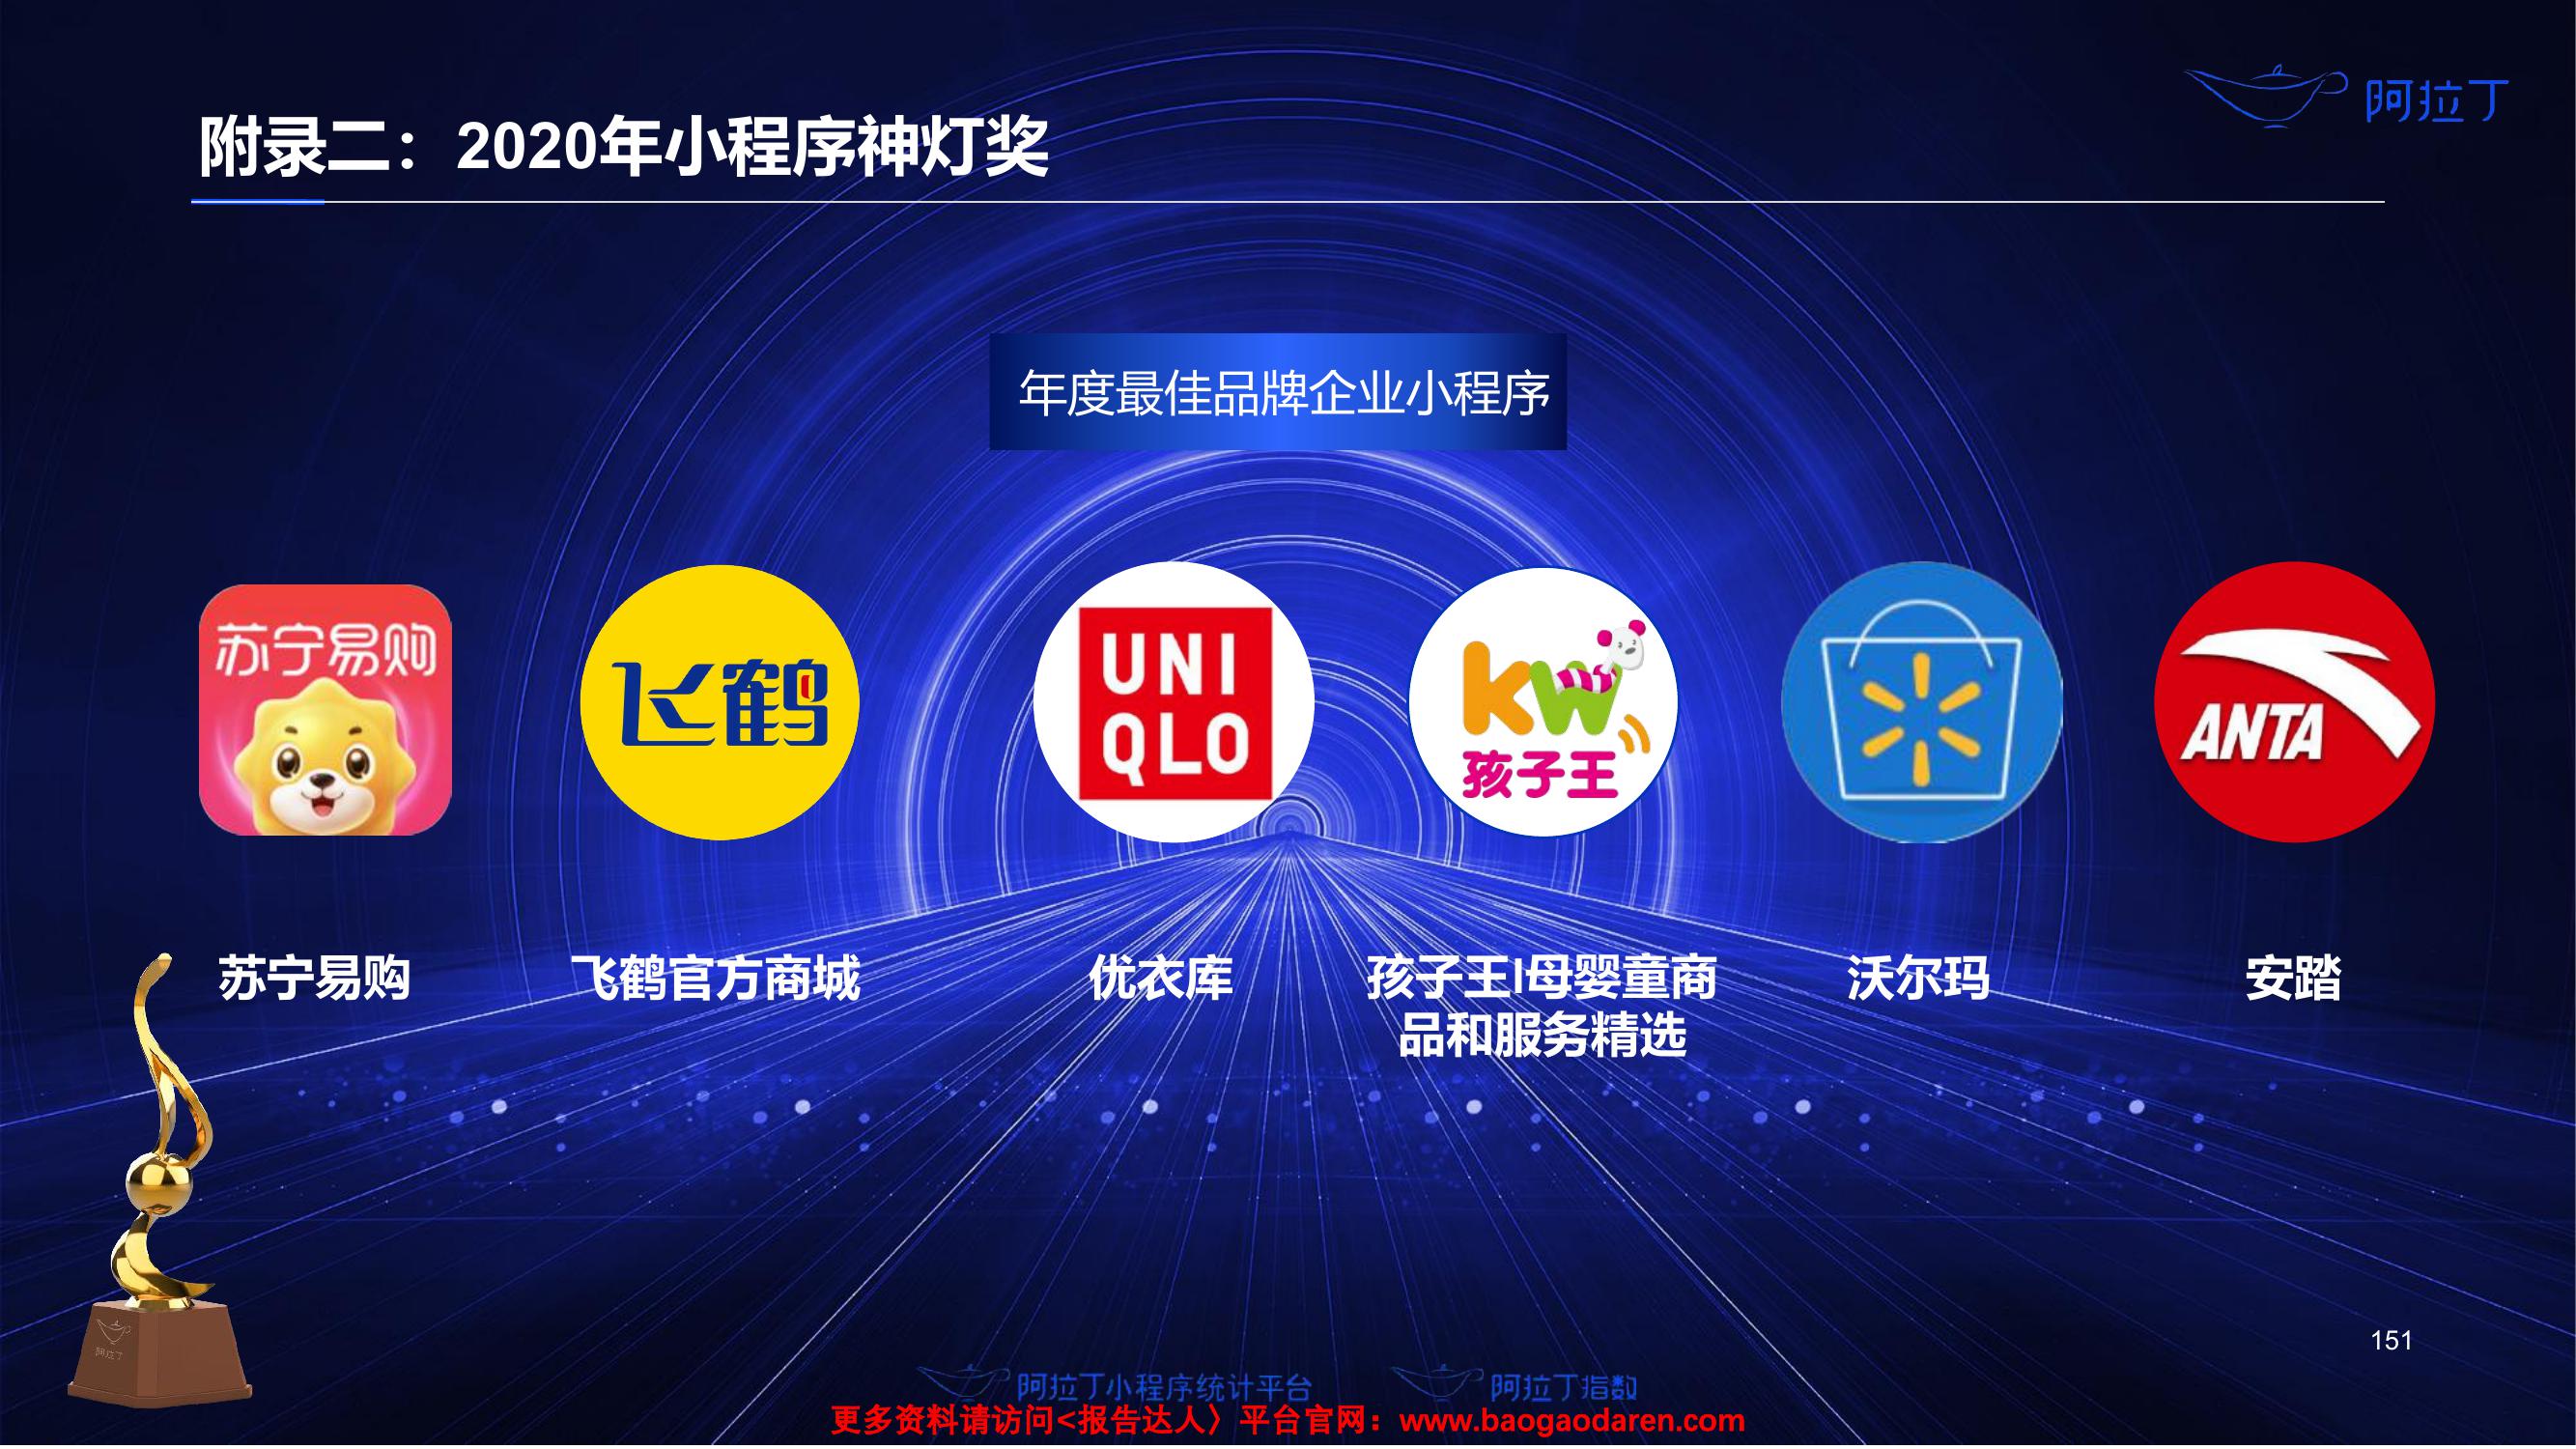 阿拉丁
附录二：2020年小程序神灯奖
年度最佳品牌企业小程序
苏宁易购
飞鹤
UNI
QLO
kw
孩子王
ANTA
苏宁易购
飞鹤官方商城
优衣库
孩子王|母婴童商
品和服务精选
沃尔玛
安踏
阿拉丁
151
阿拉丁小程序统计平台
阿拉丁指数
更多资料请访问<报告达人〉平台官网：www.baogaodaren.com